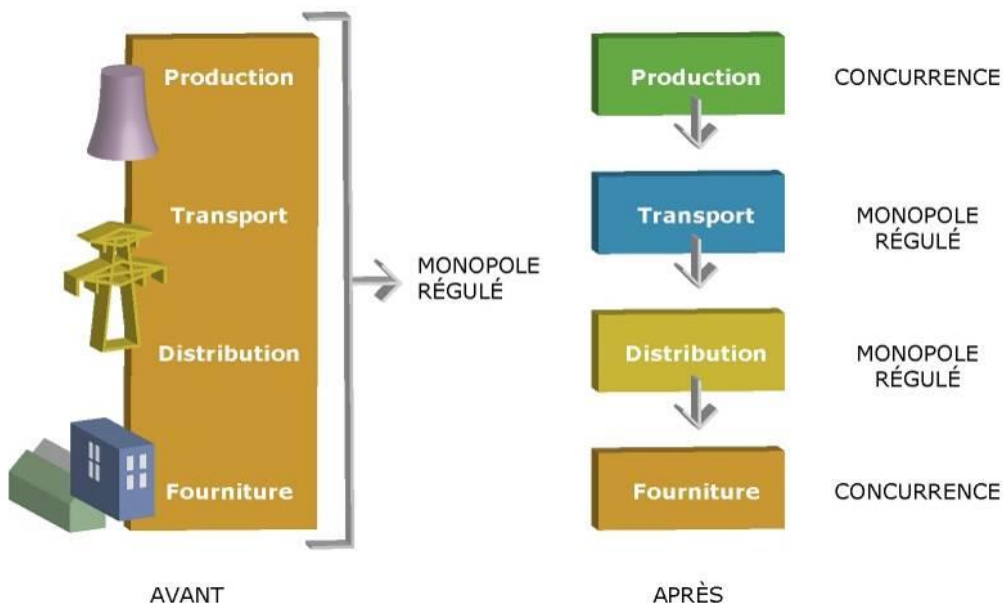 Production
Transport
Distribution
Fourniture
MONOPOLE
RÉGULÉ
AVANT
Production
CONCURRENCE
Transport
MONOPOLE
RÉGULÉ
Distribution
MONOPOLE
RÉGULÉ
Fourniture
CONCURRENCE
APRÈS